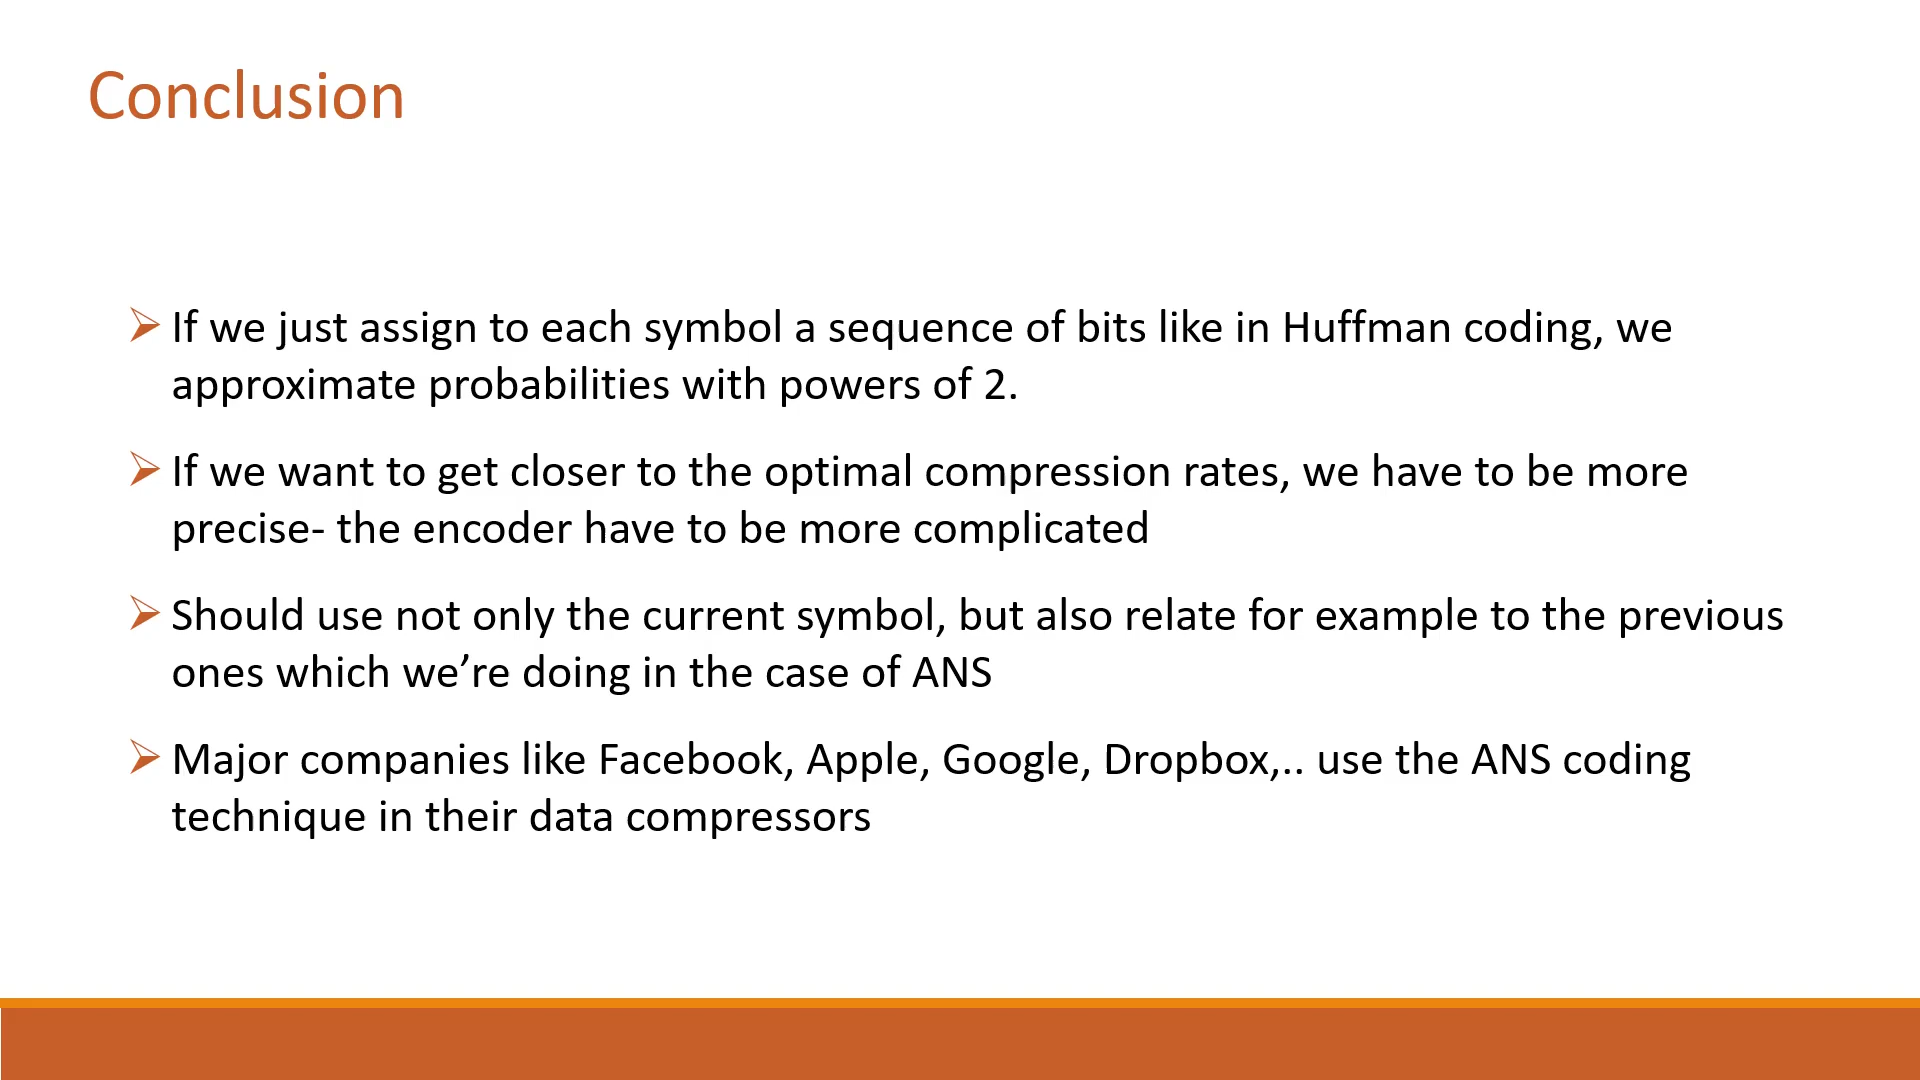 Conclusion
If we just assign to each symbol a sequence of bits like in Huffman coding, we
approximate probabilities with powers of 2.
If we want to get closer to the optimal compression rates, we have to be more
precise- the encoder have to be more complicated
Should use not only the current symbol, but also relate for example to the previous
ones which we’re doing in the case of ANS
Major companies like Facebook, Apple, Google, Dropbox,.. use the ANS coding
technique in their data compressors